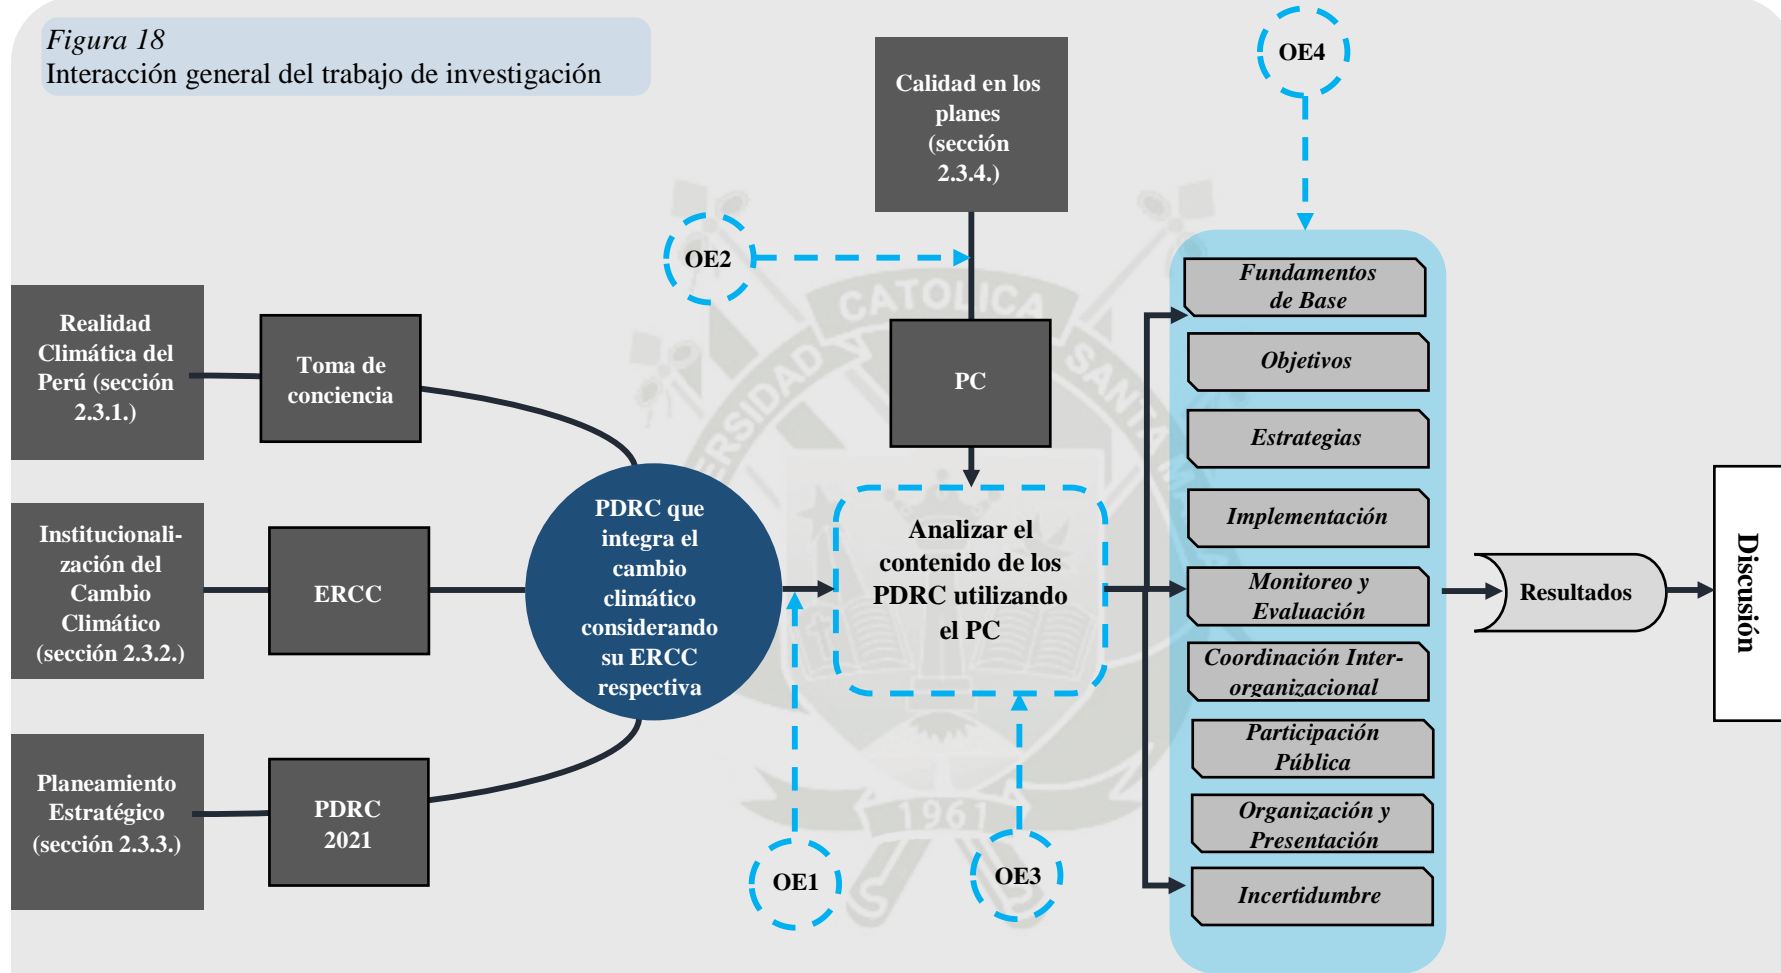 Figura 18
Interacción general del trabajo de investigación
Calidad en los
planes
(sección
2.3.4.)
OE4
OE2
PC
Realidad
Climática del
Perú (sección
2.3.1.)
Toma de
conciencia
Institucionali-
zación del
Cambio
Climático
(sección 2.3.2.)
ERCC
Planeamiento
Estratégico
(sección 2.3.3.)
PDRC
2021
PDRC que
integra el
cambio
climático
considerando
su ERCC
respectiva
Analizar el
contenido de los
PDRC utilizando
el PC
OE1
OE3
Fundamentos
de Base
Objetivos
Estrategias
Implementación
Monitoreo y
Evaluación
Coordinación Inter-
organizacional
Participación
Pública
Organización y
Presentación
Incertidumbre
Resultados
Discusión
CATOLICA
SANTA
1961